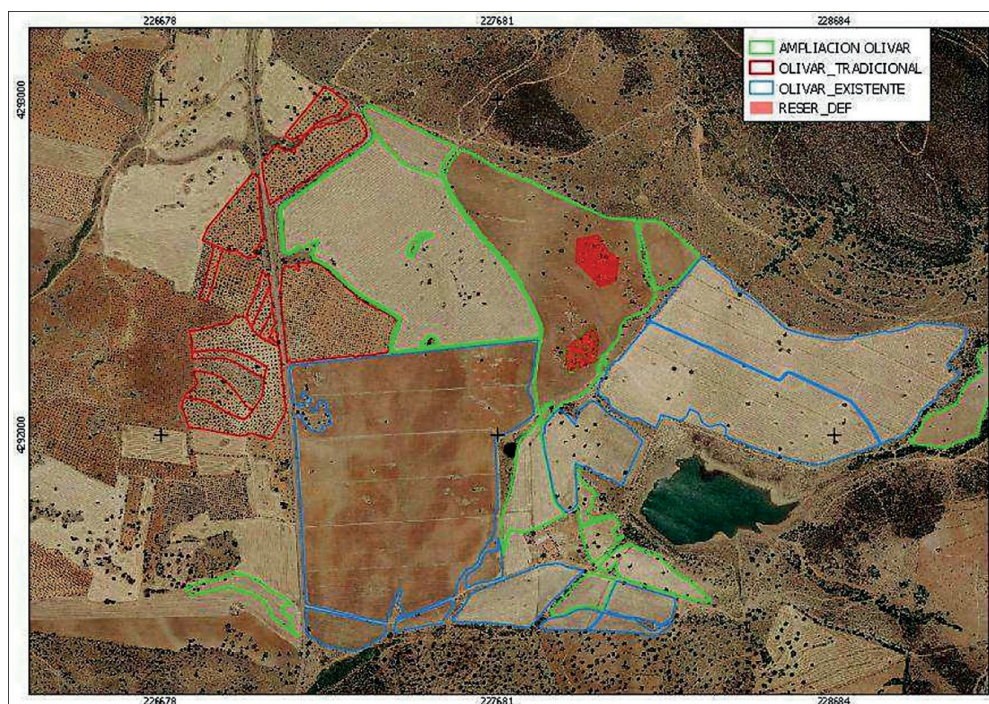 226678 227681 228684
AMPLIACION OLIVAR
OLIVAR_TRADICIONAL
OLIVAR_EXISTENTE
RESER_DEF
4293000
4292000
226678 227681 228684